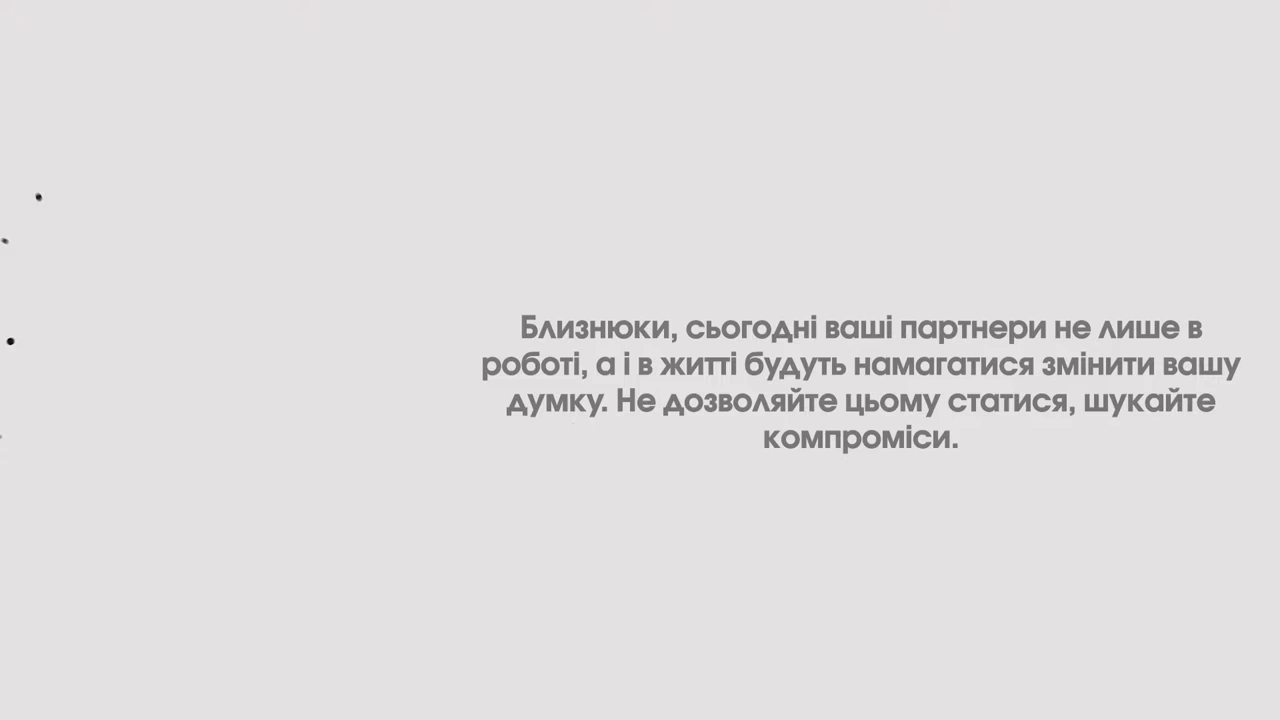 Близнюки, сьогодні ваші партнери не лише в
роботі, а і в житті будуть намагатися змінити вашу
думку. Не дозволяйте цьому статися, шукайте
компроміси.